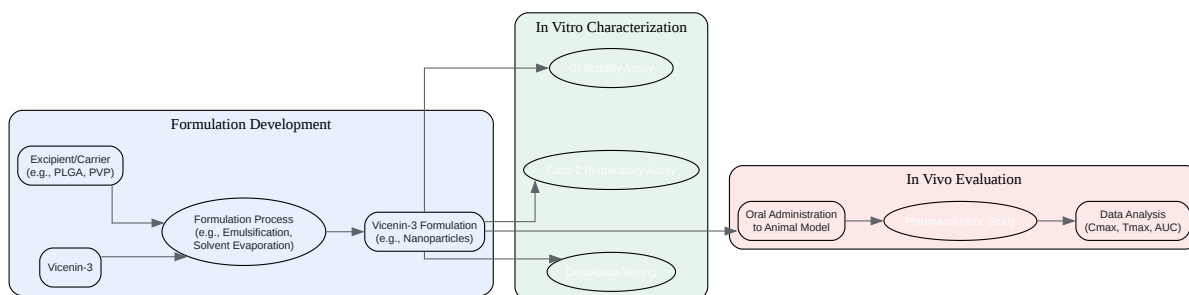 In Vitro Characterization
GI Stability Assay
Caco-2 Permeability Assay
Dissolution Testing
Formulation Development
Excipient/Carrier
(e.g., PLGA, PVP)
Vicenin-3
Formulation Process
(e.g., Emulsification,
Solvent Evaporation)
Vicenin-3 Formulation
(e.g., Nanoparticles)
In Vivo Evaluation
Oral Administration
to Animal Model
Pharmacokinetic Study
Data Analysis
(Cmax, Tmax, AUC)